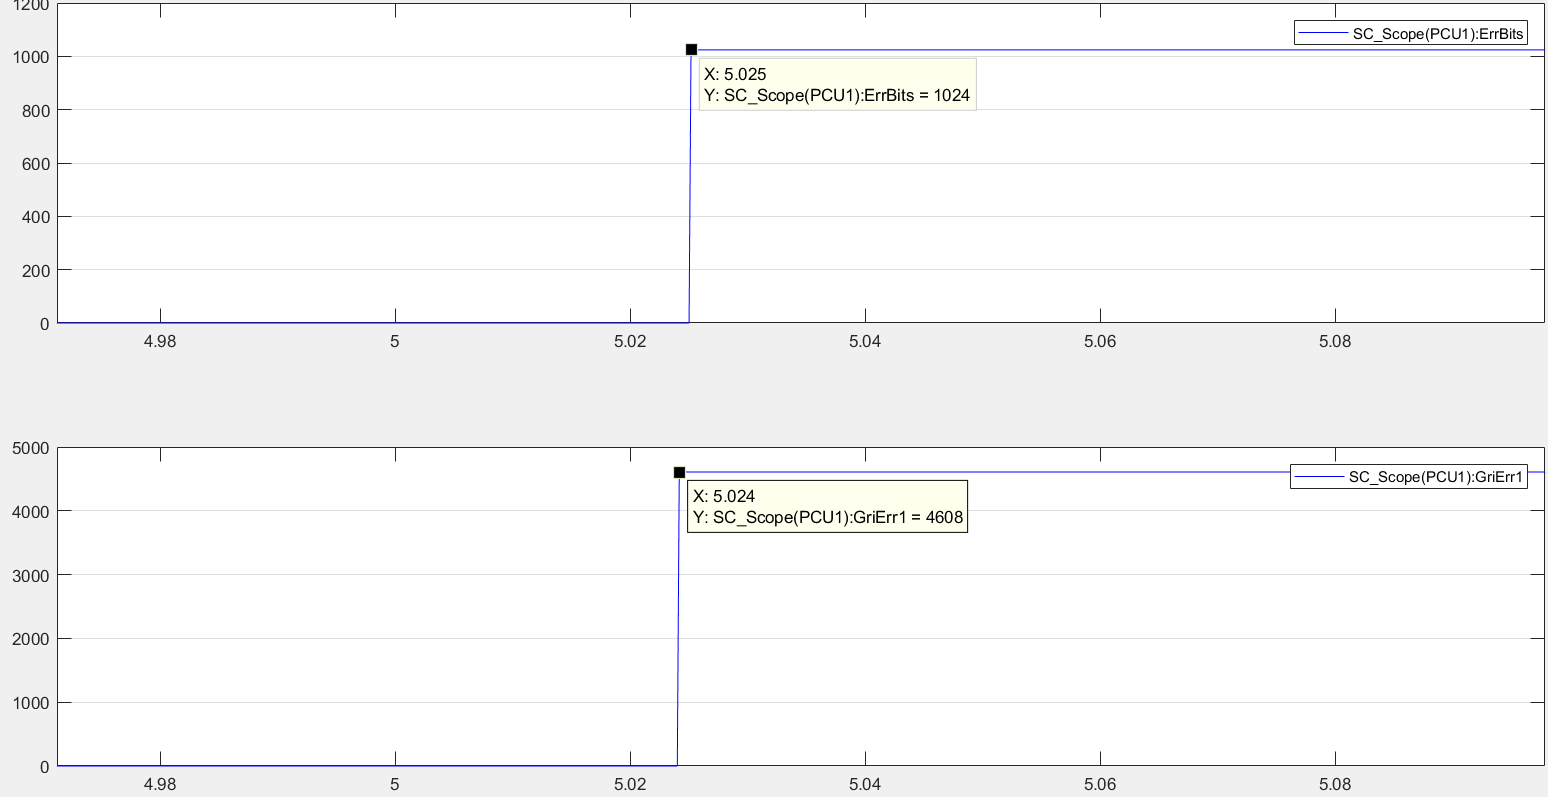 1200
1000
800
600
400
200
0
SC_Scope(PCU1):ErrBits
X: 5.025
Y: SC_Scope(PCU1):ErrBits = 1024
4.98 5 5.02 5.04 5.06 5.08
5000
4000
3000
2000
1000
0
SC_Scope(PCU1):GriErr1
X: 5.024
Y: SC_Scope(PCU1):GriErr1 = 4608
4.98 5 5.02 5.04 5.06 5.08